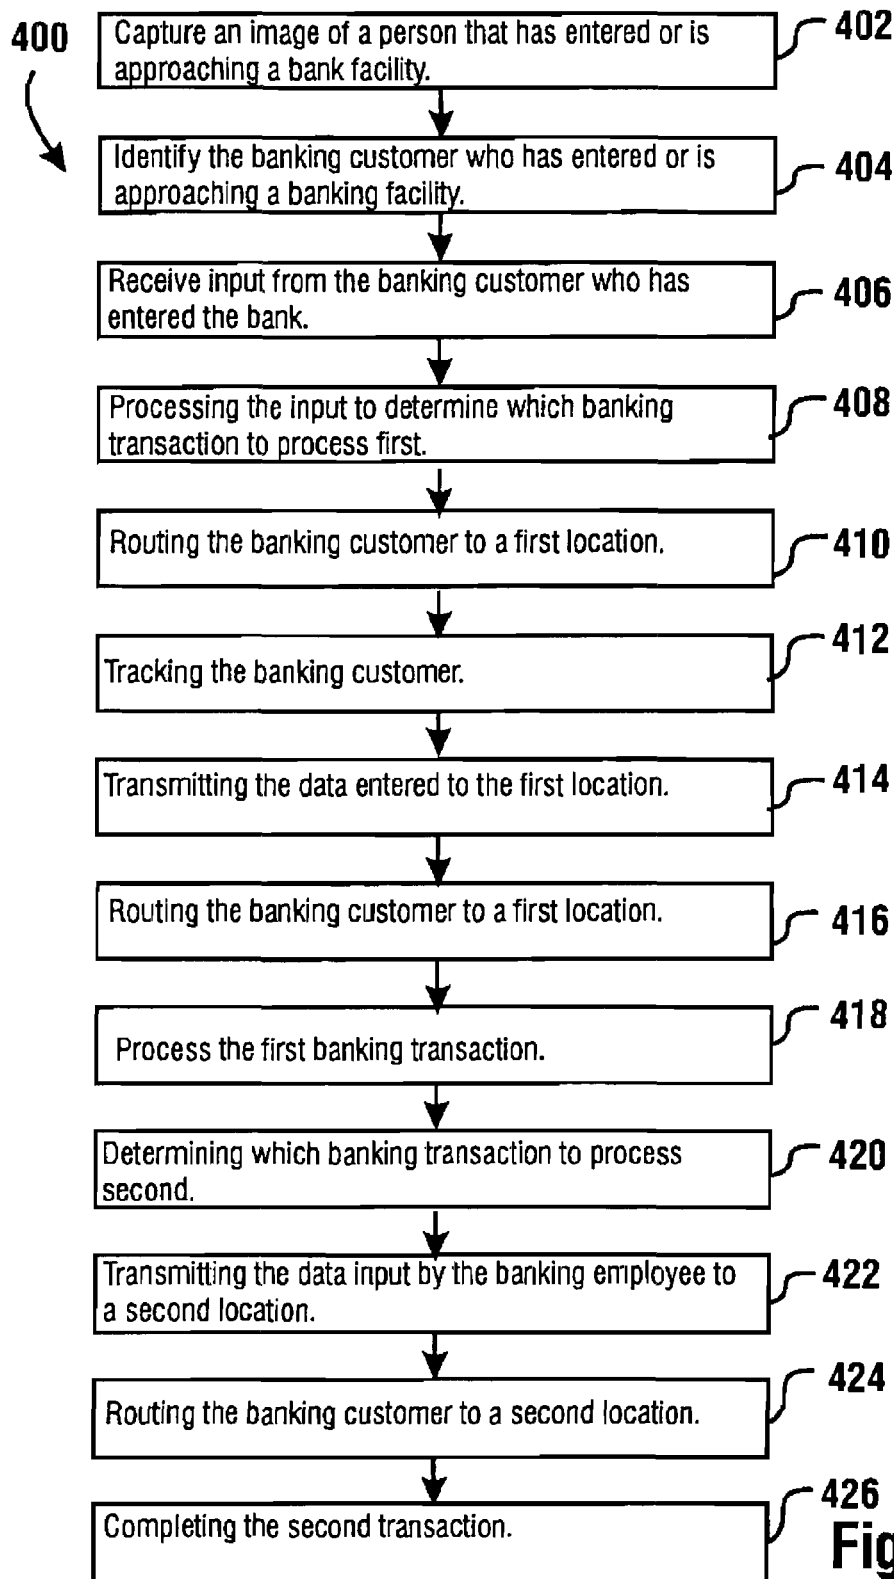 400
Capture an image of a person that has entered or is
approaching a bank facility.
402
Identify the banking customer who has entered or is
approaching a banking facility.
404
Receive input from the banking customer who has
entered the bank.
406
Processing the input to determine which banking
transaction to process first.
408
Routing the banking customer to a first location.
410
Tracking the banking customer.
412
Transmitting the data entered to the first location.
414
Routing the banking customer to a first location.
416
Process the first banking transaction.
418
Determining which banking transaction to process
second.
420
Transmitting the data input by the banking employee to
a second location.
422
Routing the banking customer to a second location.
424
Completing the second transaction.
426
Fig